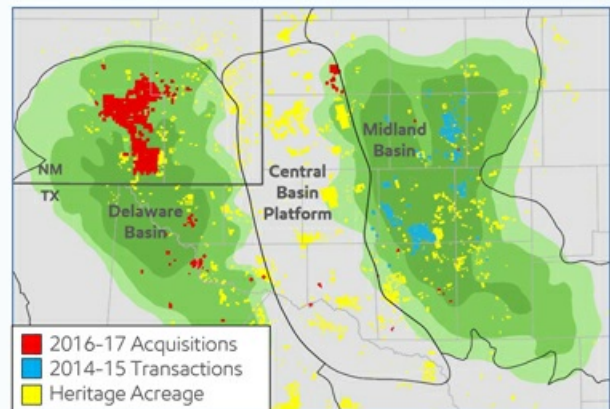 NM
TX
Delaware
Basin
Central
Basin
Platform
Midland
Basin
2016-17 Acquisitions
2014-15 Transactions
Heritage Acreage